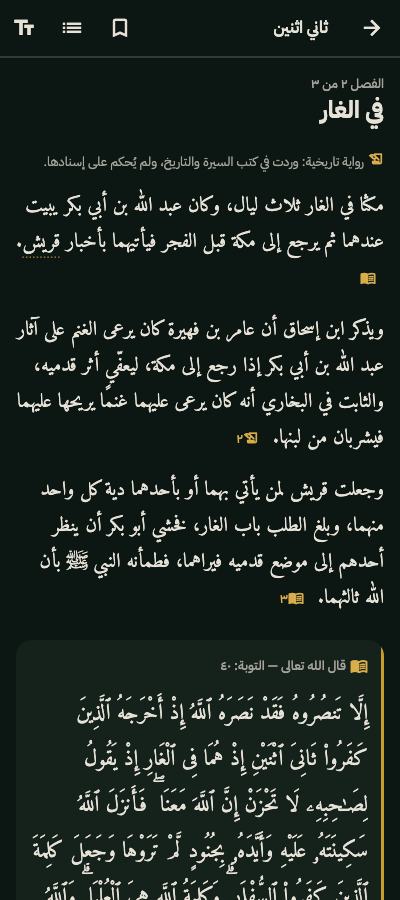 ثاني اثنين
الفصل ٢ من ٣
في الغار
رواية تاريخية: وردت في كتب السيرة والتاريخ، ولم يُحكم على إسنادها.
مكثا في الغار ثلاث ليال، وكان عبد الله بن أبي بكر يبيت
عندهما ثم يرجع إلى مكة قبل الفجر فيأتيهما بأخبار قريش.
ويذكر ابن إسحاق أن عامر بن فهيرة كان يرعى الغنم على آثار
عبد الله بن أبي بكر إذا رجع إلى مكة، ليعفّي أثر قدميه،
والثابت في البخاري أنه كان يرعى عليهما غنمًا يريحها عليهما
فيشربان من لبنها. ٢
وجعلت قريش لمن يأتي بهما أو بأحدهما دية كل واحد
منهما، وبلغ الطلب باب الغار، فخشي أبو بكر أن ينظر
أحدهم إلى موضع قدميه فيراهما، فطمأنه النبي ﷺ بأن
الله ثالثهما. ٣
قال الله تعالى — التوبة: ٤٠
إِلَّا تَنصُرُوهُ فَقَدْ نَصَرَهُ ٱللَّهُ إِذْ أَخْرَجَهُ ٱلَّذِينَ
كَفَرُوا۟ ثَانِىَ ٱثْنَيْنِ إِذْ هُمَا فِى ٱلْغَارِ إِذْ يَقُولُ
لِصَـٰحِبِهِۦ لَا تَحْزَنْ إِنَّ ٱللَّهَ مَعَنَا ۖ فَأَنزَلَ ٱللَّهُ
سَكِينَتَهُۥ عَلَيْهِ وَأَيَّدَهُۥ بِجُنُودٍ لَّمْ تَرَوْهَا وَجَعَلَ كَلِمَةَ
ٱلَّذِينَ كَفَرُوا۟ ٱلسُّفْلَىٰ ۗ وَكَلِمَةُ ٱللَّهِ هِىَ ٱلْعُلْيَا ۗ وَٱللَّهُ